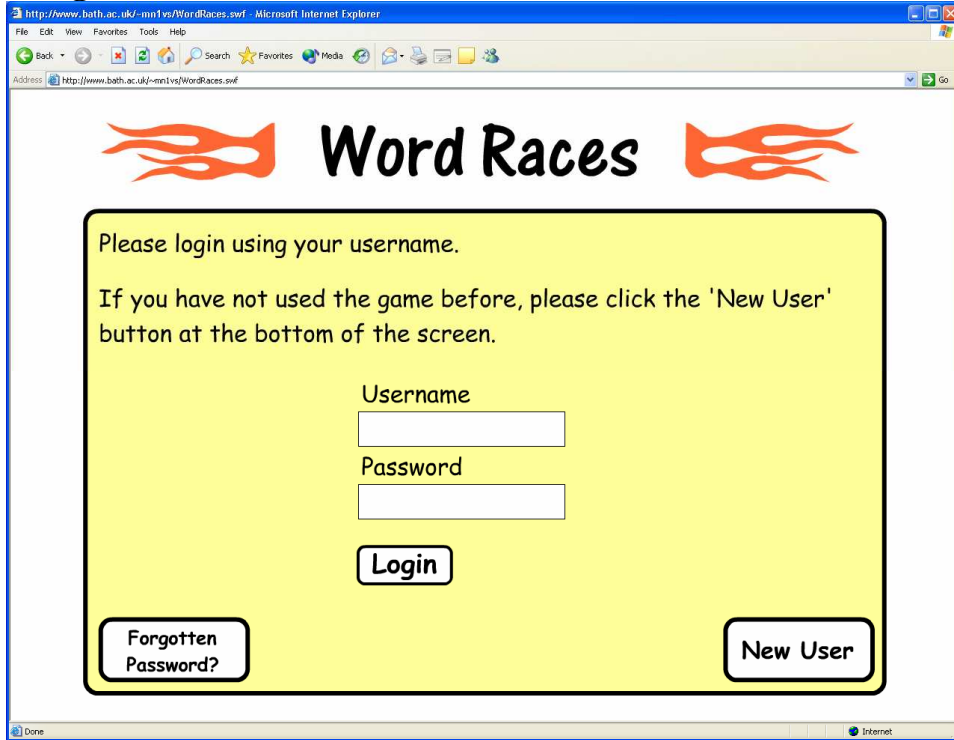 http://www.bath.ac.uk/~mn1vs/WordRaces.swf - Microsoft Internet Explorer
File Edit View Favorites Tools Help
Back Search Favorites Media
Address http://www.bath.ac.uk/~mn1vs/WordRaces.swf Go
Word Races
Please login using your username.
If you have not used the game before, please click the 'New User'
button at the bottom of the screen.
Username
Password
Login
Forgotten
Password?
New User
Done Internet